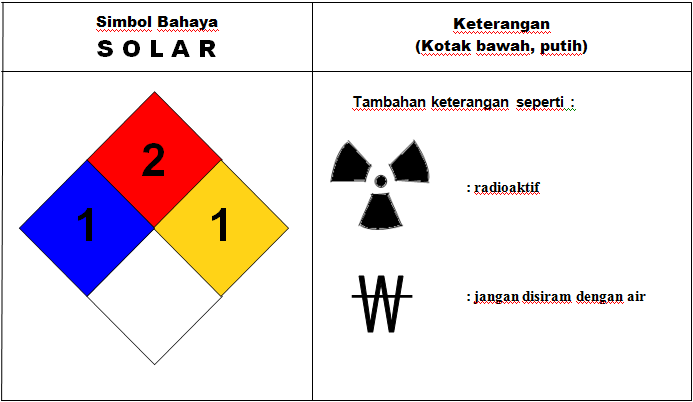 Simbol Bahaya
S O L A R
Keterangan
(Kotak bawah, putih)
2
1
1
Tambahan keterangan seperti :
: radioaktif
W
: jangan disiram dengan air